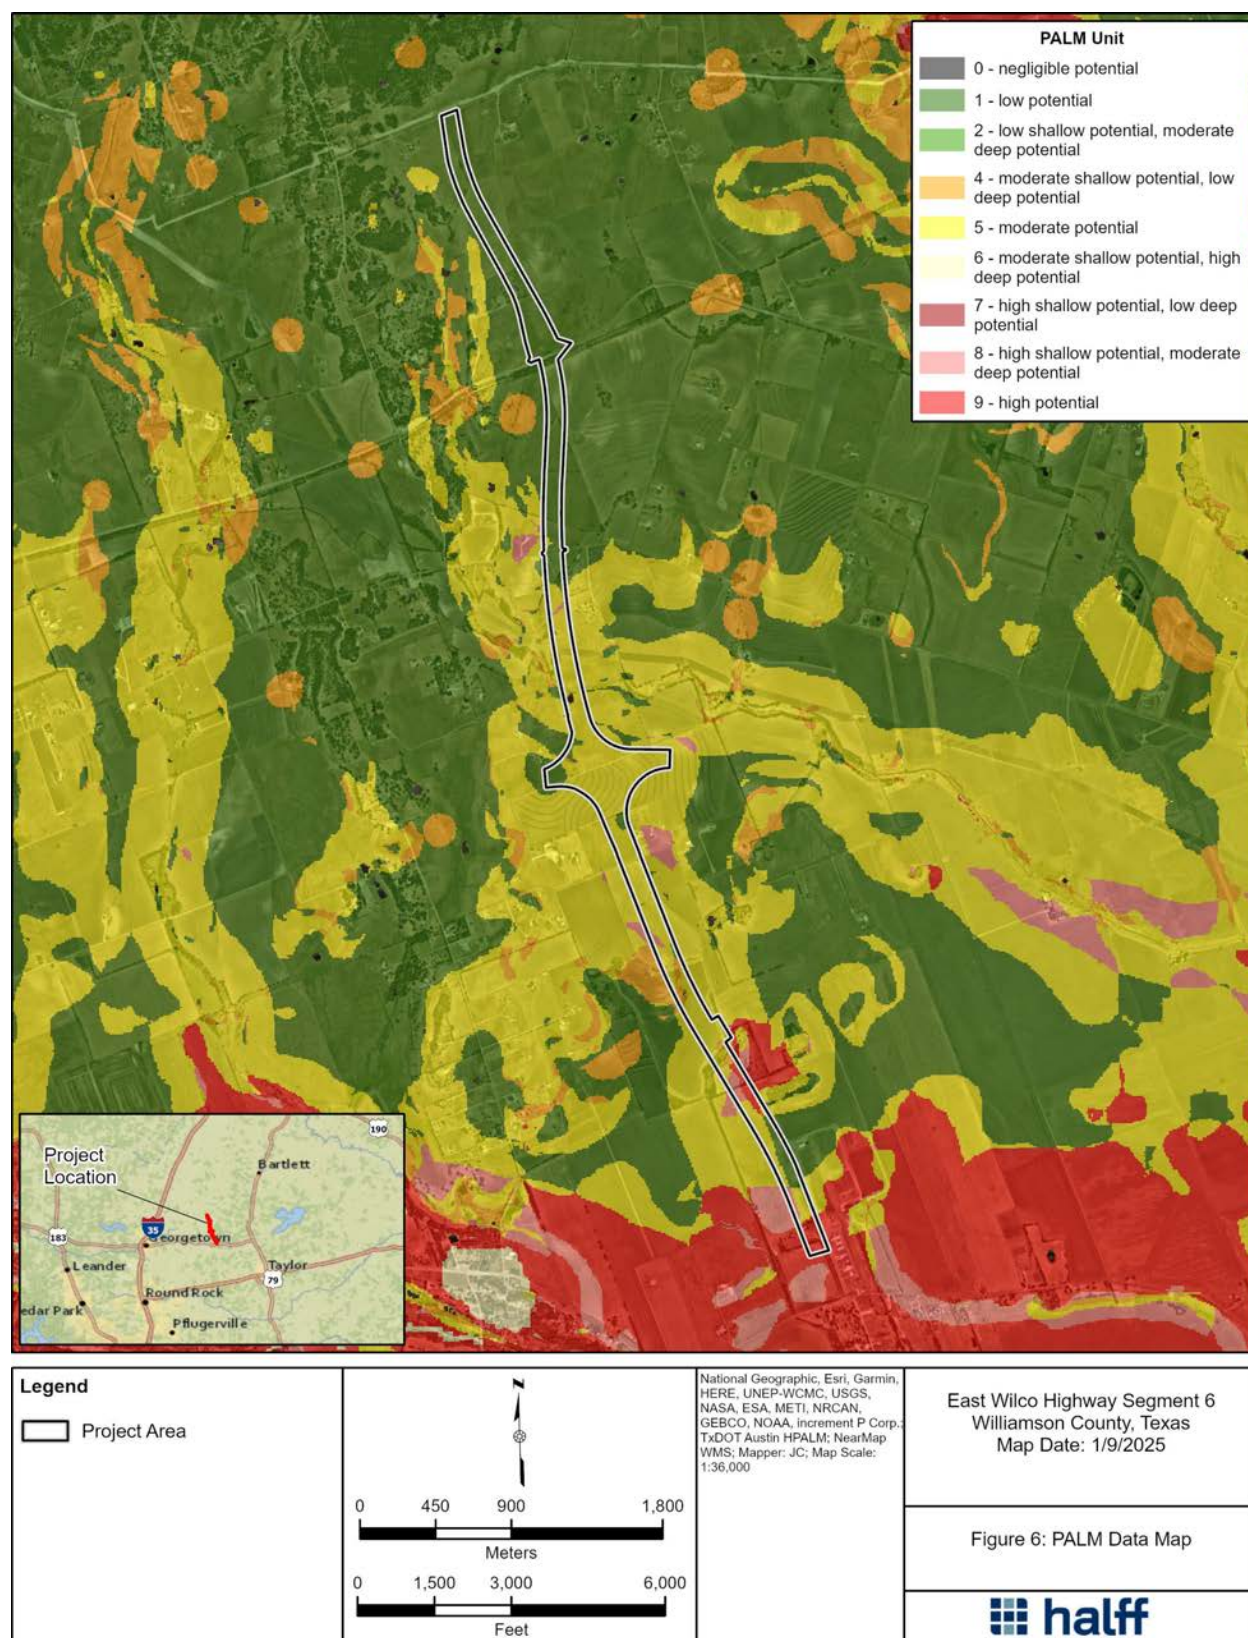 PALM Unit
0 - negligible potential
1 - low potential
2 - low shallow potential, moderate
deep potential
4 - moderate shallow potential, low
deep potential
5 - moderate potential
6 - moderate shallow potential, high
deep potential
7 - high shallow potential, low deep
potential
8 - high shallow potential, moderate
deep potential
9 - high potential
Project
Location
190
Bartlett
183
35
Georgetown
Leander
Taylor
79
Round Rock
edar Park
Pflugerville
Legend
Project Area
N
0 450 900 1,800
Meters
0 1,500 3,000 6,000
Feet
National Geographic, Esri, Garmin,
HERE, UNEP-WCMC, USGS,
NASA, ESA, METI, NRCAN,
GEBCO, NOAA, increment P Corp.;
TxDOT Austin HPALM; NearMap
WMS; Mapper: JC; Map Scale:
1:36,000
East Wilco Highway Segment 6
Williamson County, Texas
Map Date: 1/9/2025
Figure 6: PALM Data Map
halff